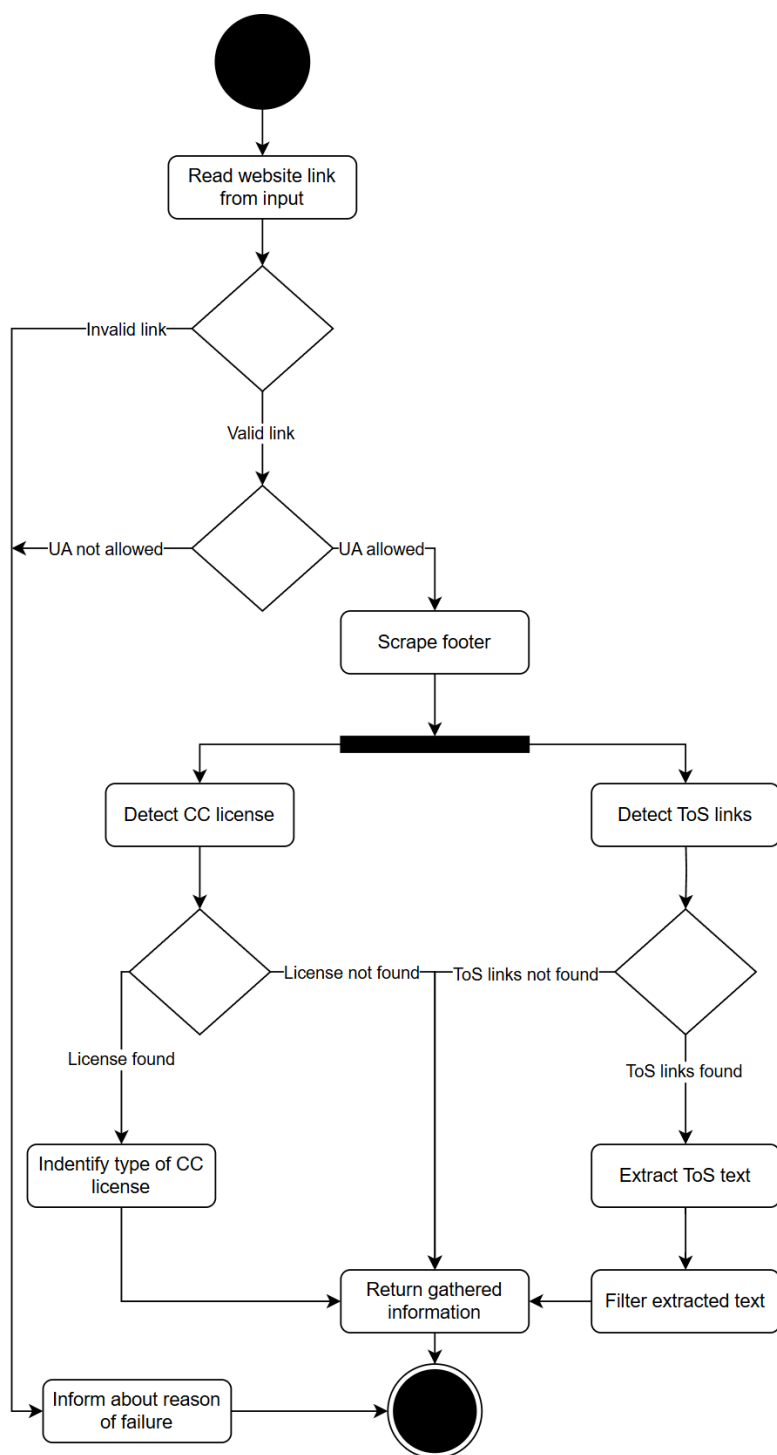 Read website link
from input
Invalid link
Valid link
UA not allowed
UA allowed
Scrape footer
Detect CC license
Detect ToS links
License not found
ToS links not found
License found
ToS links found
Indentify type of CC
license
Extract ToS text
Return gathered
information
Filter extracted text
Inform about reason
of failure